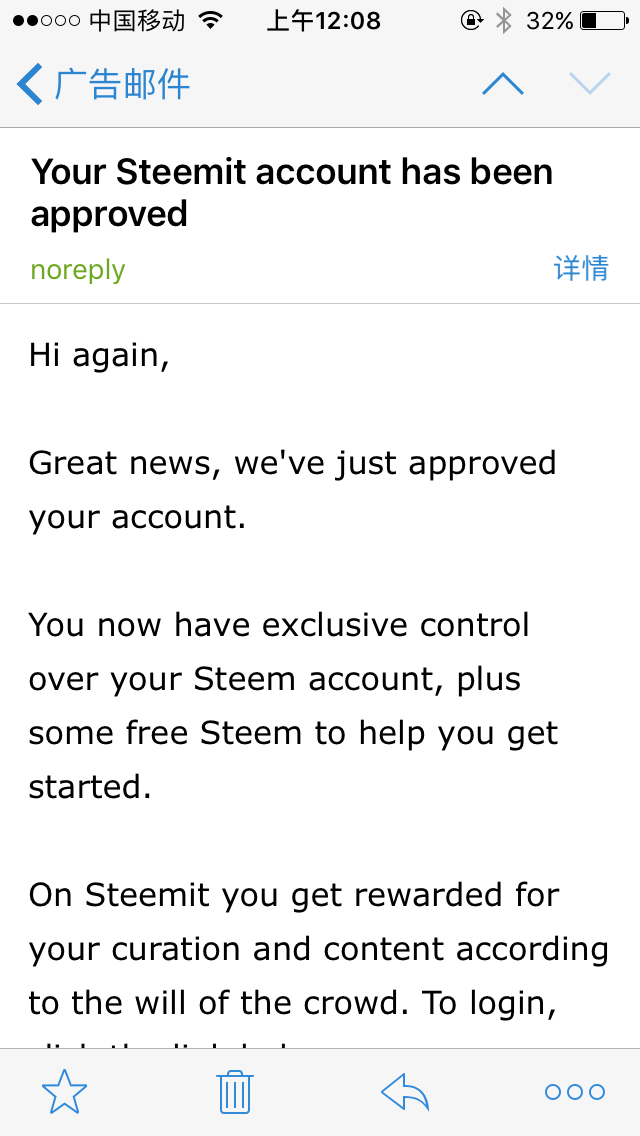 中国移动 上午12:08 32%
广告邮件
Your Steemit account has been
approved
noreply 详情
Hi again,
Great news, we've just approved
your account.
You now have exclusive control
over your Steem account, plus
some free Steem to help you get
started.
On Steemit you get rewarded for
your curation and content according
to the will of the crowd. To login,